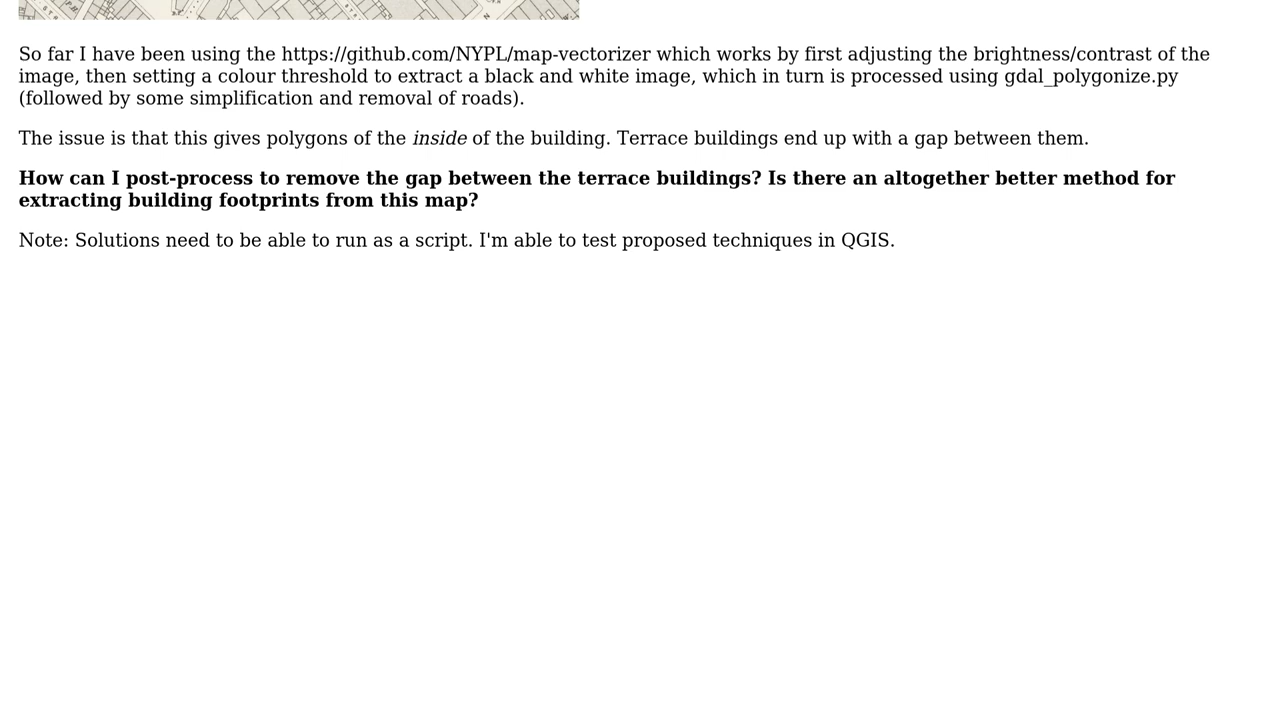 So far I have been using the https://github.com/NYPL/map-vectorizer which works by first adjusting the brightness/contrast of the
image, then setting a colour threshold to extract a black and white image, which in turn is processed using gdal_polygonize.py
(followed by some simplification and removal of roads).
The issue is that this gives polygons of the inside of the building. Terrace buildings end up with a gap between them.
How can I post-process to remove the gap between the terrace buildings? Is there an altogether better method for
extracting building footprints from this map?
Note: Solutions need to be able to run as a script. I'm able to test proposed techniques in QGIS.